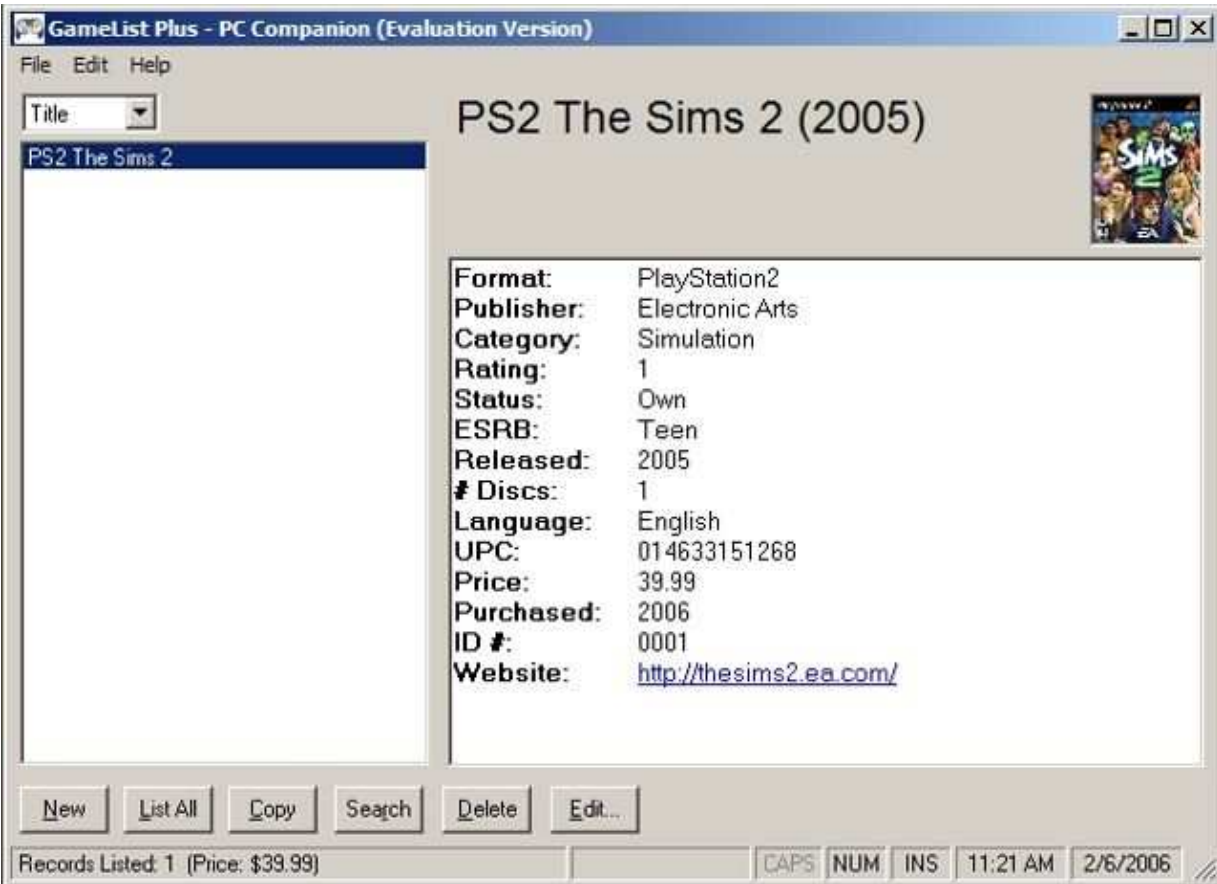 GameList Plus - PC Companion (Evaluation Version)
File Edit Help
Title
PS2 The Sims 2
PS2 The Sims 2 (2005)
SiMS
2
EA
Format: PlayStation2
Publisher: Electronic Arts
Category: Simulation
Rating: 1
Status: Own
ESRB: Teen
Released: 2005
# Discs: 1
Language: English
UPC: 014633151268
Price: 39.99
Purchased: 2006
ID #: 0001
Website: http://thesims2.ea.com/
New List All Copy Search Delete Edit...
Records Listed: 1 (Price: $39.99) CAPS NUM INS 11:21 AM 2/6/2006